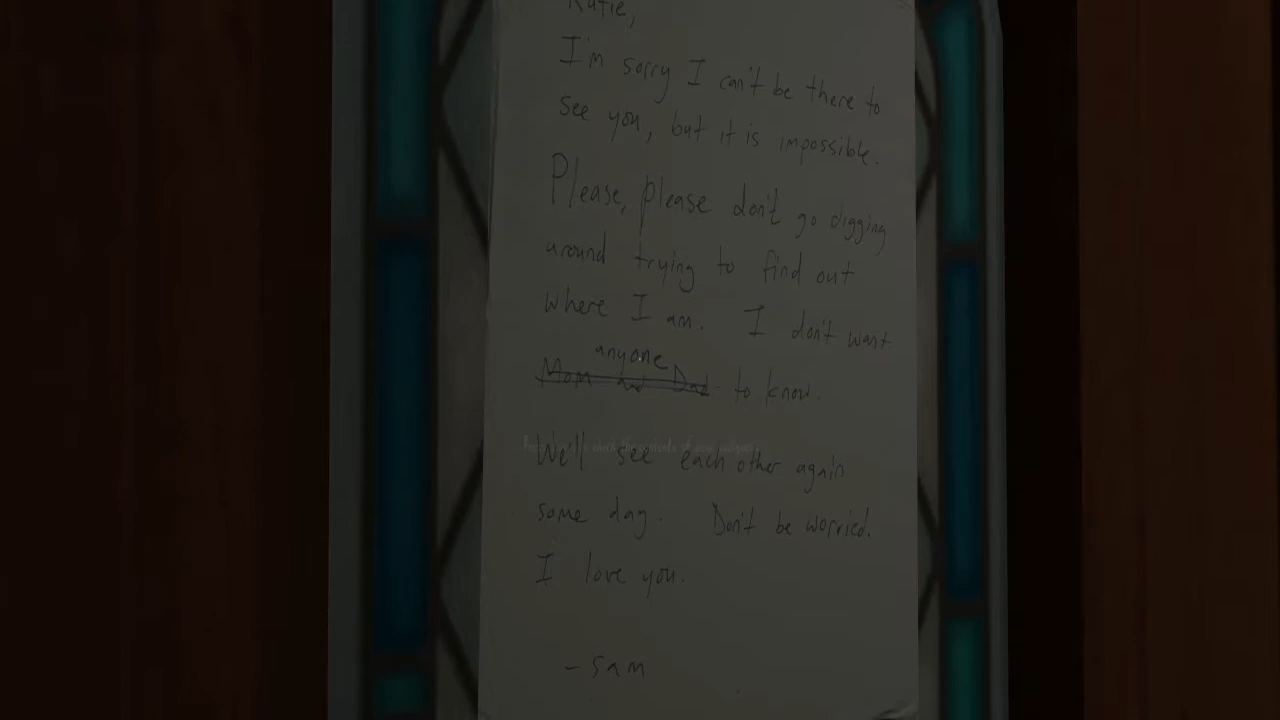 Katie,
I'm sorry I can't be there to
see you, but it is impossible.
Please, please don't go digging
around trying to find out
where I am. I don't want
anyone
Mom and Dad to know.
We'll see each other again
some day. Don't be worried.
I love you.
- Sam